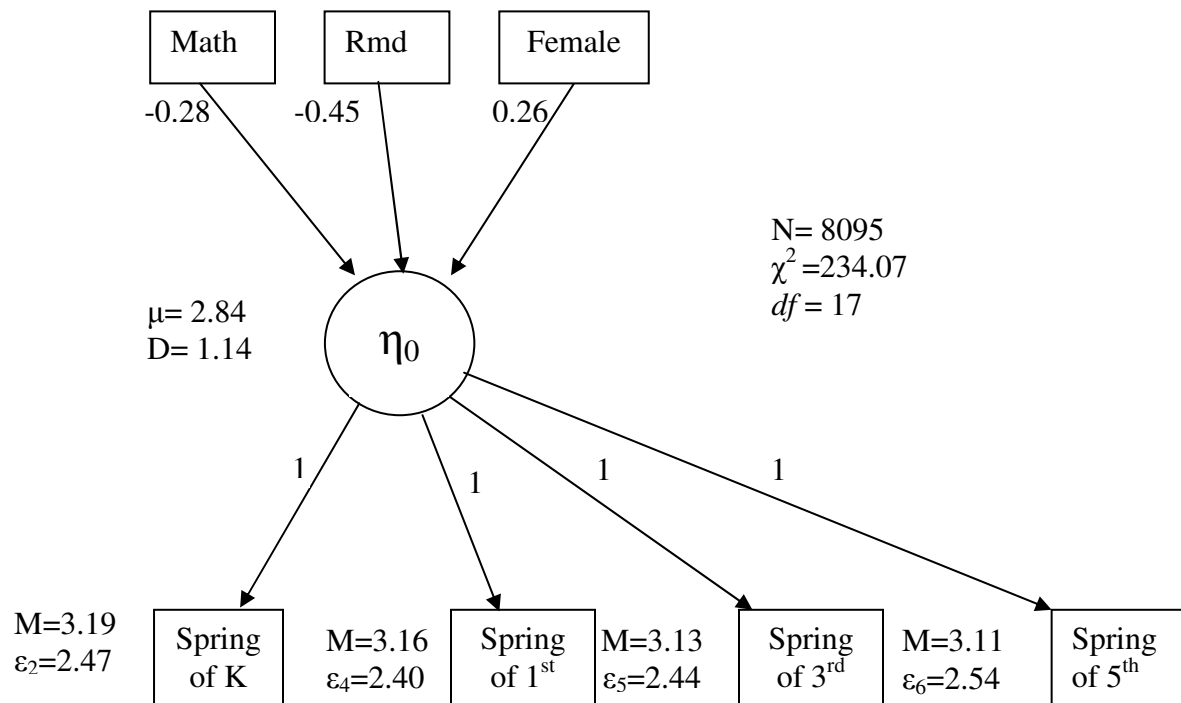 Math
Rmd
Female
-0.28
-0.45
0.26
N= 8095
χ² =234.07
df = 17
μ= 2.84
D= 1.14
η₀
1
1
1
1
M=3.19
ε₂=2.47
Spring
of K
M=3.16
ε₄=2.40
Spring
of 1ˢᵗ
M=3.13
ε₅=2.44
Spring
of 3ʳᵈ
M=3.11
ε₆=2.54
Spring
of 5ᵗʰ